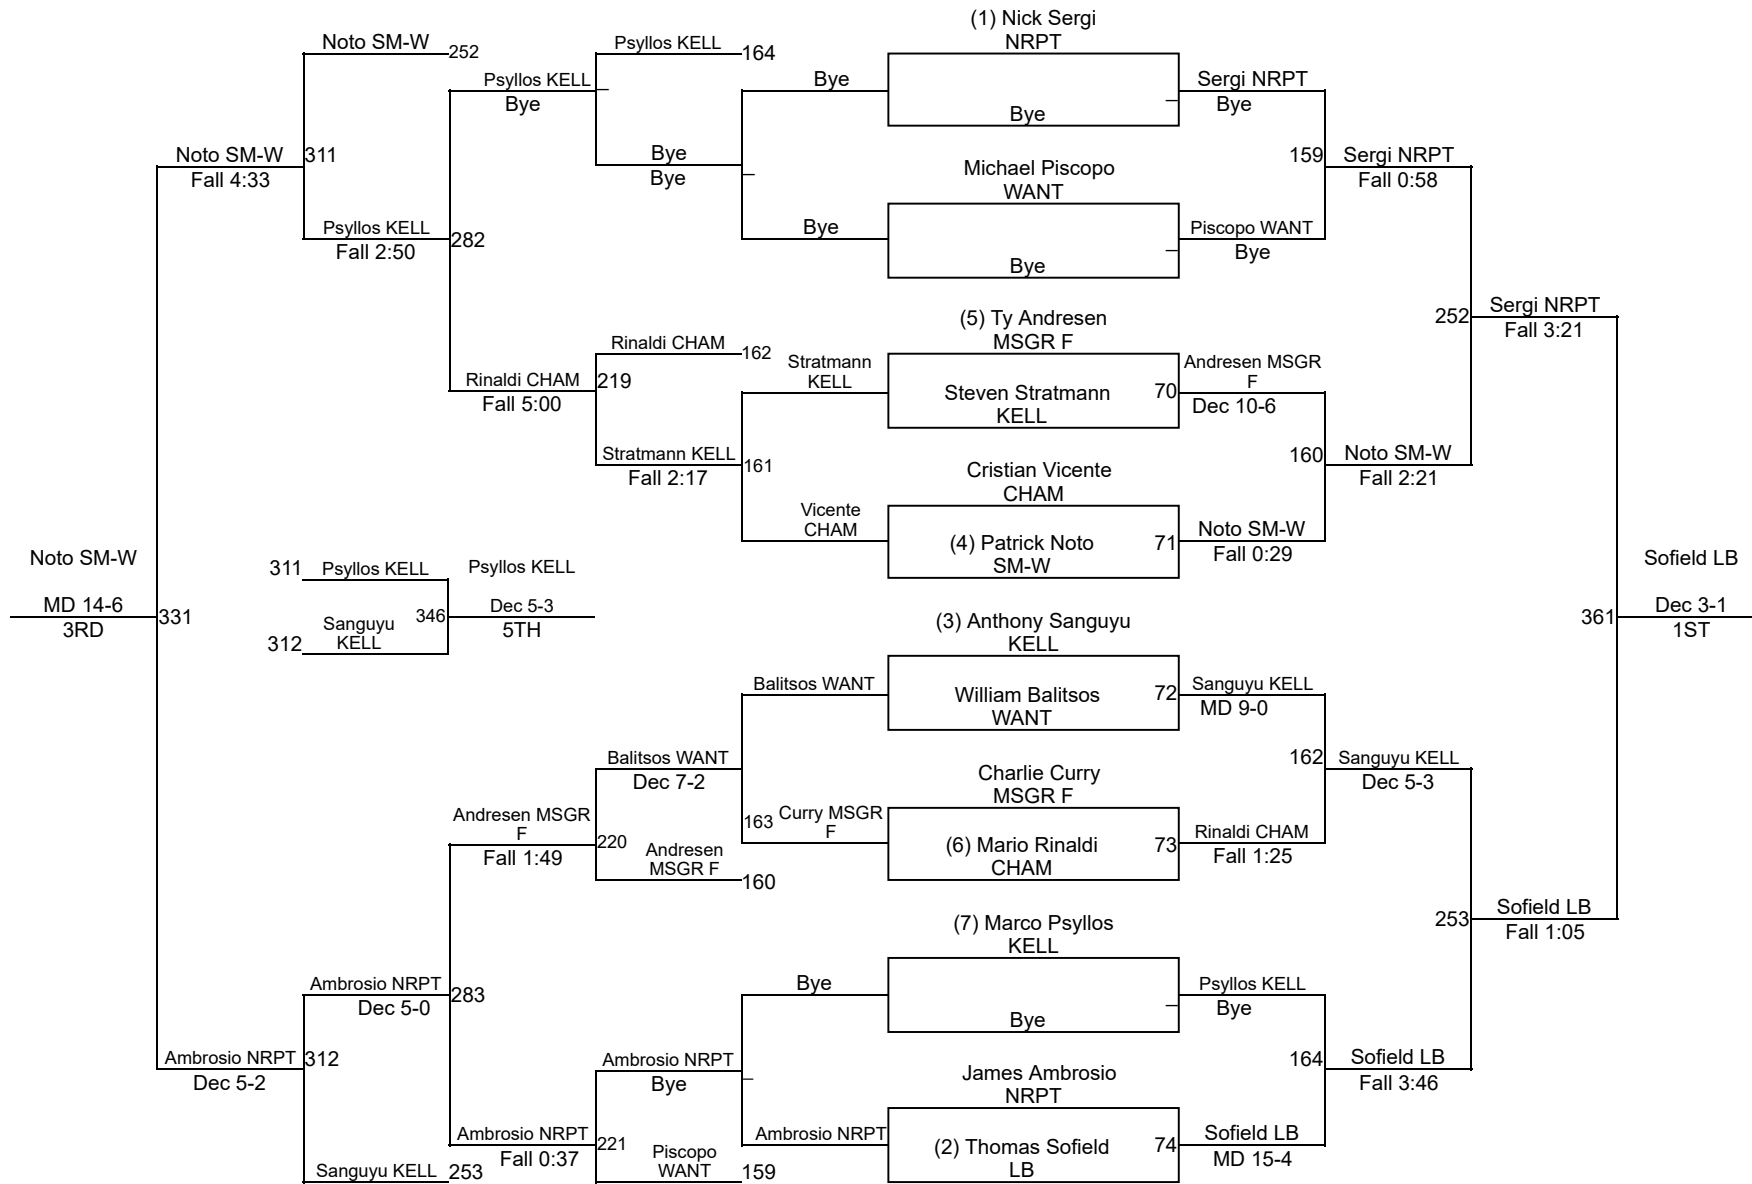 (1) Nick Sergi
NRPT
Bye
Michael Piscopo
WANT
Bye
(5) Ty Andresen
MSGR F
Steven Stratmann
KELL
70
Cristian Vicente
CHAM
(4) Patrick Noto
SM-W
71
(3) Anthony Sanguyu
KELL
William Balitsos
WANT
72
Charlie Curry
MSGR F
(6) Mario Rinaldi
CHAM
73
(7) Marco Psyllos
KELL
Bye
James Ambrosio
NRPT
(2) Thomas Sofield
LB
74
Sergi NRPT
Bye
Piscopo WANT
Bye
Andresen MSGR
F
Dec 10-6
Noto SM-W
Fall 0:29
Sanguyu KELL
MD 9-0
Rinaldi CHAM
Fall 1:25
Psyllos KELL
Bye
Sofield LB
MD 15-4
159
Sergi NRPT
Fall 0:58
160
Noto SM-W
Fall 2:21
162
Sanguyu KELL
Dec 5-3
164
Sofield LB
Fall 3:46
252
Sergi NRPT
Fall 3:21
253
Sofield LB
Fall 1:05
361
Sofield LB
Dec 3-1
1ST
Bye
Bye
Stratmann
KELL
Vicente
CHAM
Balitsos WANT
163
Curry MSGR
F
Bye
Ambrosio NRPT
Psyllos KELL
164
Bye
Bye
Rinaldi CHAM
162
Stratmann KELL
161
Fall 2:17
Balitsos WANT
Dec 7-2
Andresen
MSGR F
160
Ambrosio NRPT
Bye
Piscopo
WANT
159
Psyllos KELL
Bye
Rinaldi CHAM
219
Fall 5:00
Andresen MSGR
F
220
Fall 1:49
Ambrosio NRPT
221
Fall 0:37
Noto SM-W
252
Psyllos KELL
282
Fall 2:50
Ambrosio NRPT
283
Dec 5-0
Sanguyu KELL
253
Noto SM-W
311
Fall 4:33
Ambrosio NRPT
312
Dec 5-2
Noto SM-W
MD 14-6
331
3RD
311
Psyllos KELL
312
Sanguyu
KELL
346
Psyllos KELL
Dec 5-3
5TH